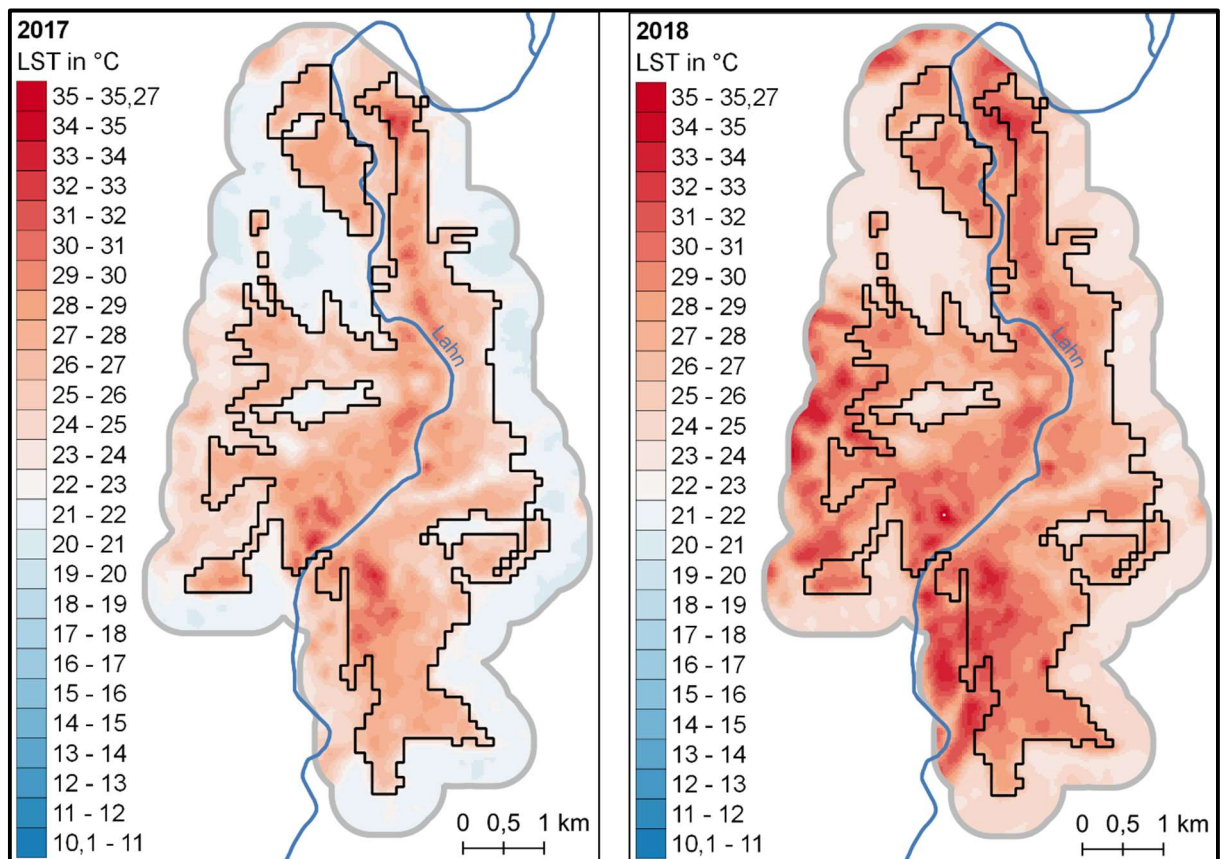 2017
LST in °C
35 - 35,27
34 - 35
33 - 34
32 - 33
31 - 32
30 - 31
29 - 30
28 - 29
27 - 28
26 - 27
25 - 26
24 - 25
23 - 24
22 - 23
21 - 22
20 - 21
19 - 20
18 - 19
17 - 18
16 - 17
15 - 16
14 - 15
13 - 14
12 - 13
11 - 12
10,1 - 11
Lahn
0 0,5 1 km
2018
LST in °C
35 - 35,27
34 - 35
33 - 34
32 - 33
31 - 32
30 - 31
29 - 30
28 - 29
27 - 28
26 - 27
25 - 26
24 - 25
23 - 24
22 - 23
21 - 22
20 - 21
19 - 20
18 - 19
17 - 18
16 - 17
15 - 16
14 - 15
13 - 14
12 - 13
11 - 12
10,1 - 11
Lahn
0 0,5 1 km